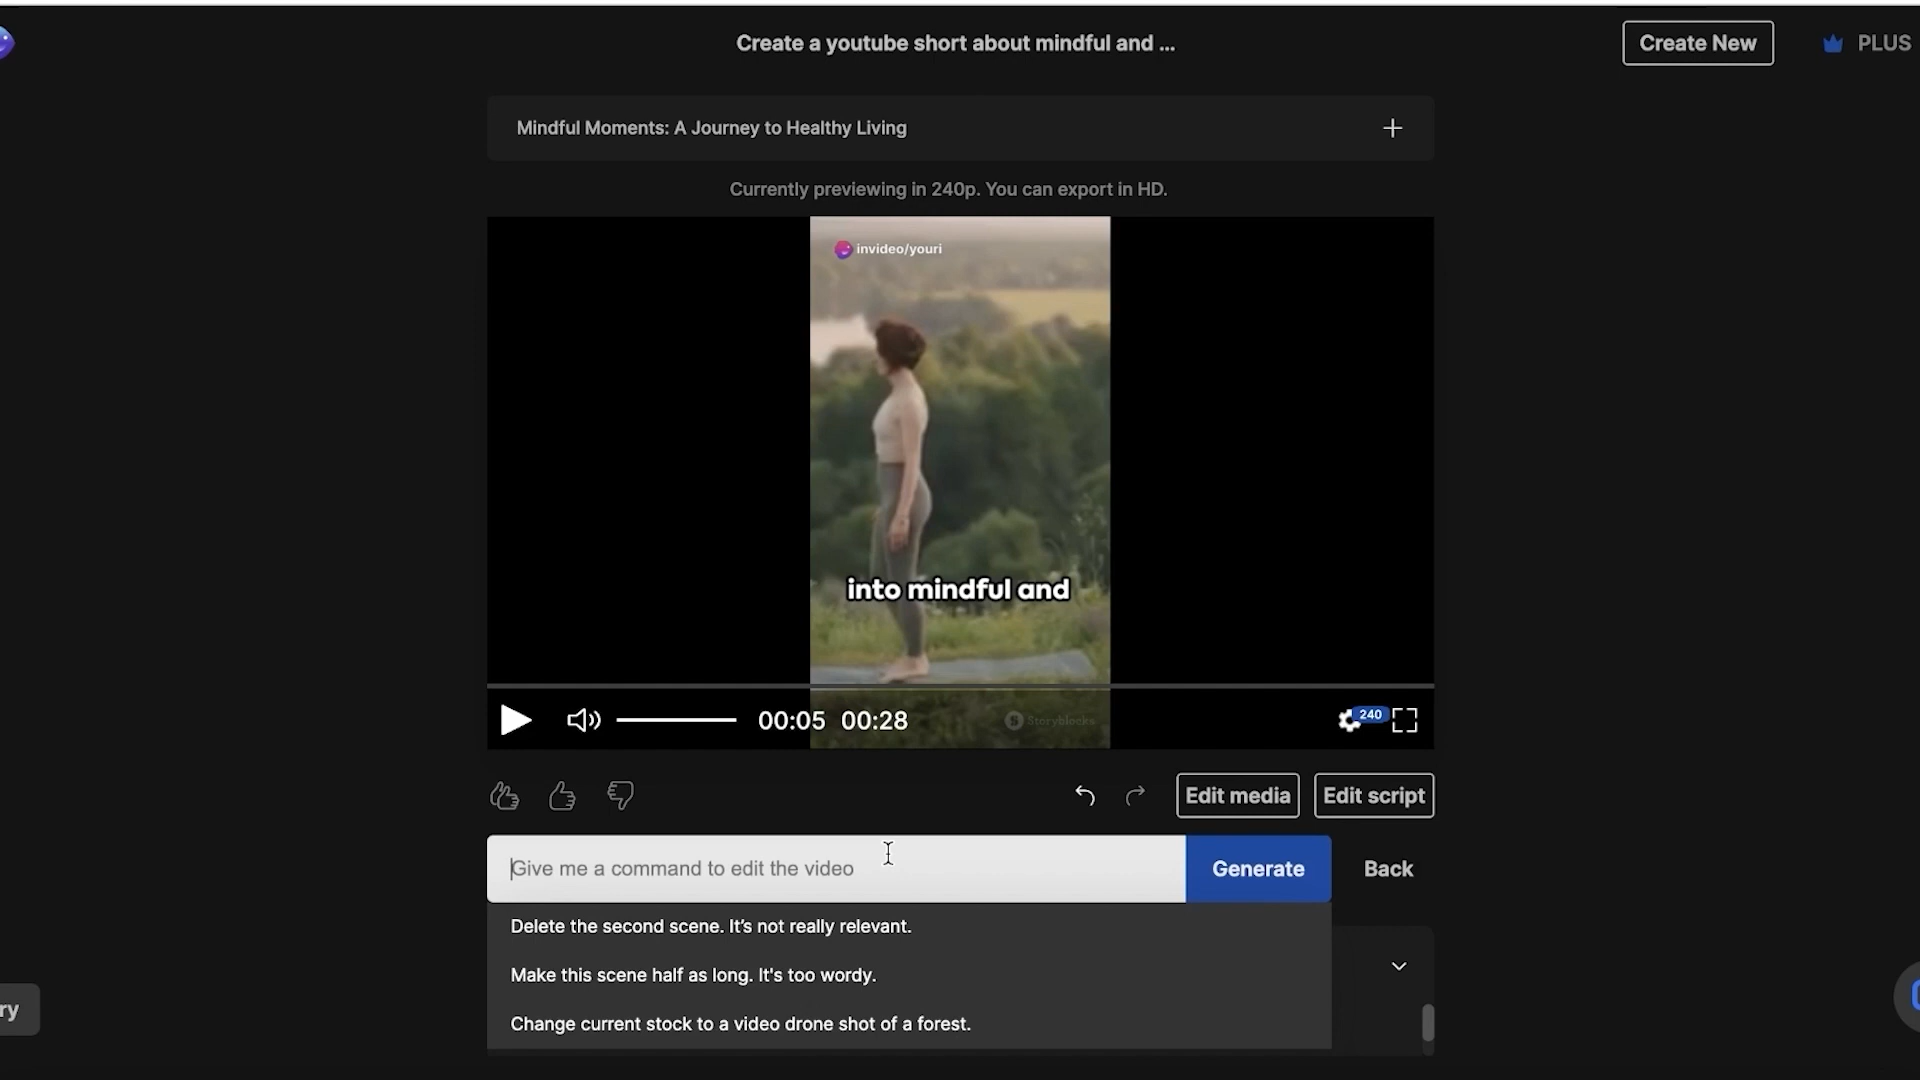 Create a youtube short about mindful and ...
Create New
PLUS
Mindful Moments: A Journey to Healthy Living
Currently previewing in 240p. You can export in HD.
invideo/youri
into mindful and
Storyblocks
00:05 00:28
240
Edit media
Edit script
Give me a command to edit the video
Generate
Back
Delete the second scene. It's not really relevant.
Make this scene half as long. It's too wordy.
Change current stock to a video drone shot of a forest.
ry